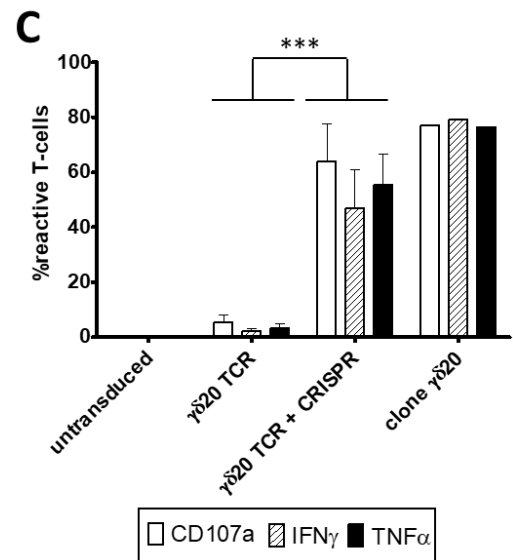 C
***
100
80
60
40
20
0
%reactive T-cells
untransduced
γδ20 TCR
γδ20 TCR + CRISPR
clone γδ20
CD107a IFNγ TNFα